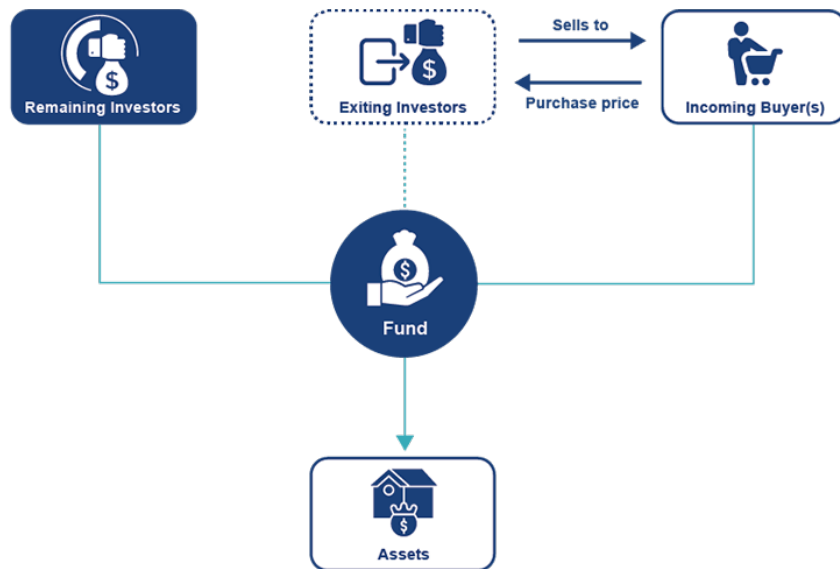 Remaining Investors
Exiting Investors
Sells to
Purchase price
Incoming Buyer(s)
$
$
$
Fund
$
Assets